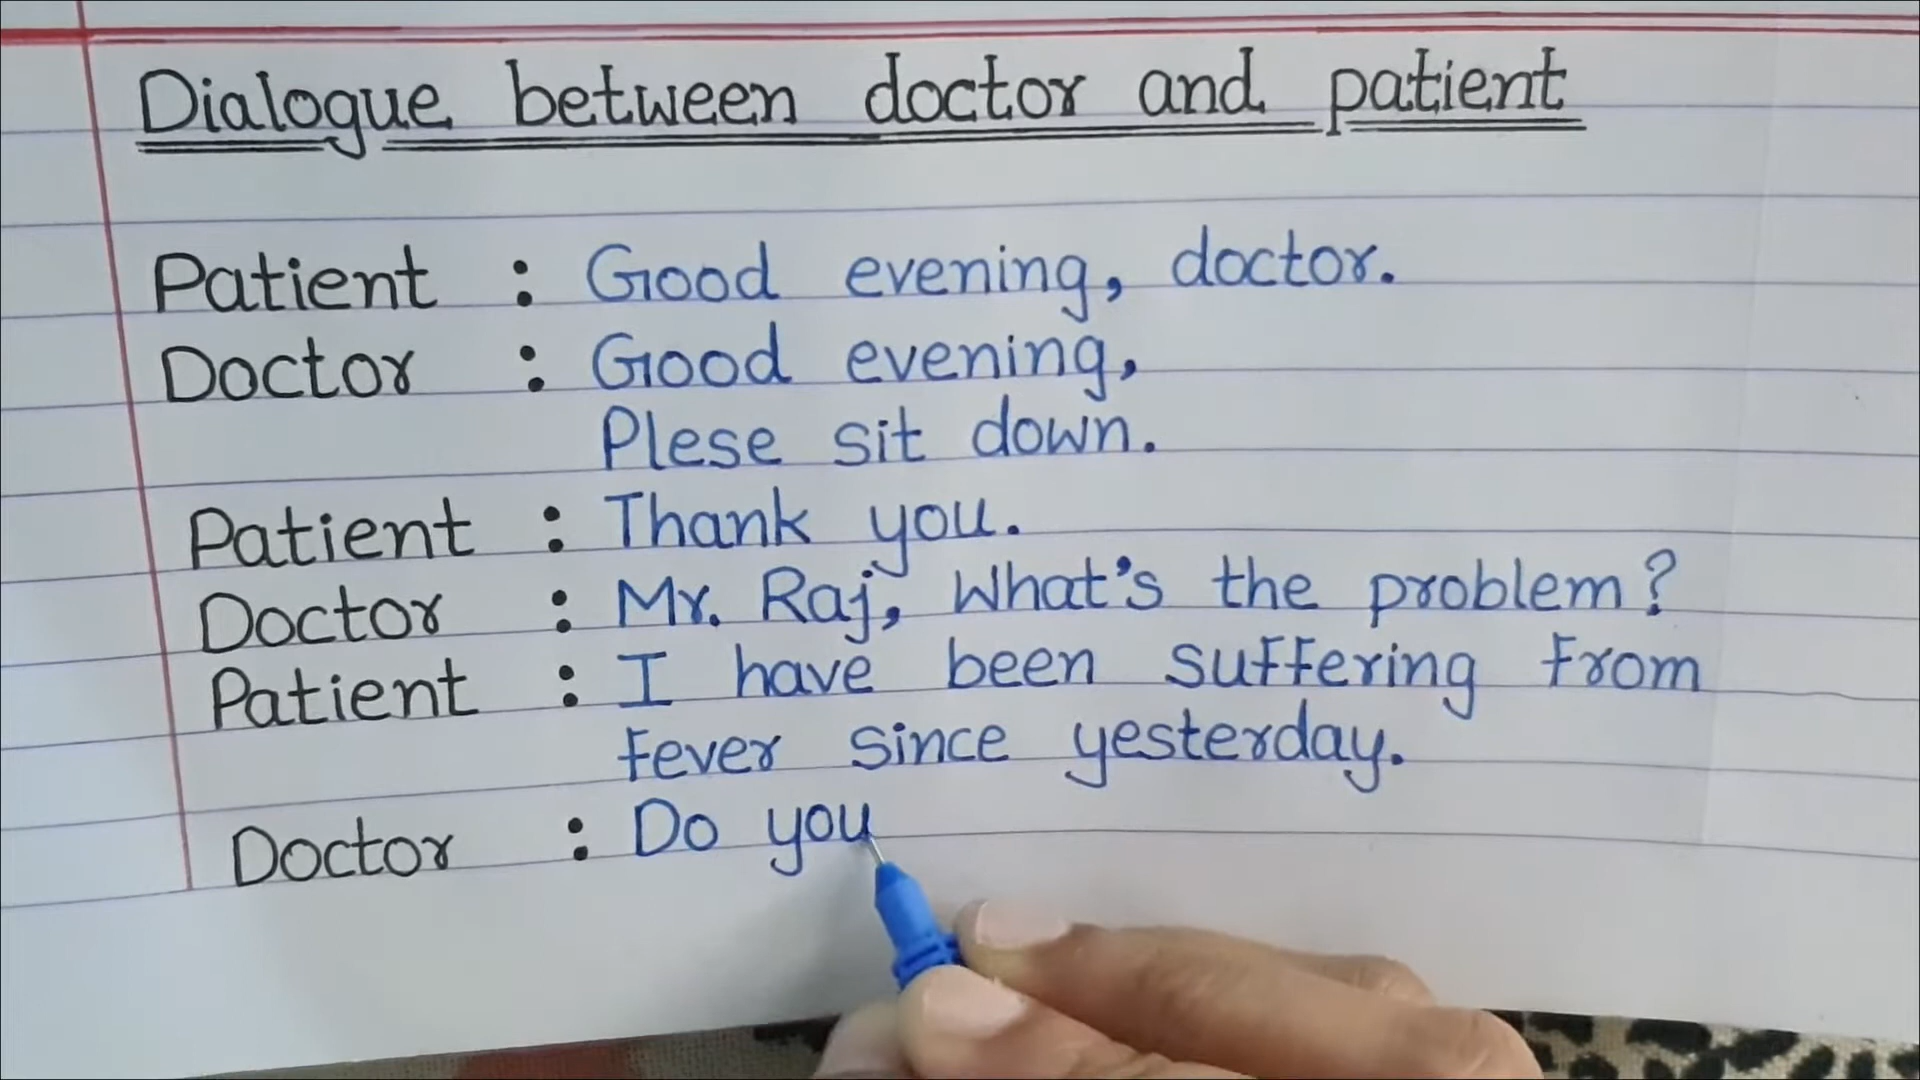 Dialogue between doctor and patient
Patient : Good evening, doctor.
Doctor : Good evening,
Plese sit down.
Patient : Thank you.
Doctor : Mr. Raj, What's the problem?
Patient : I have been suffering from
fever since yesterday.
Doctor : Do you